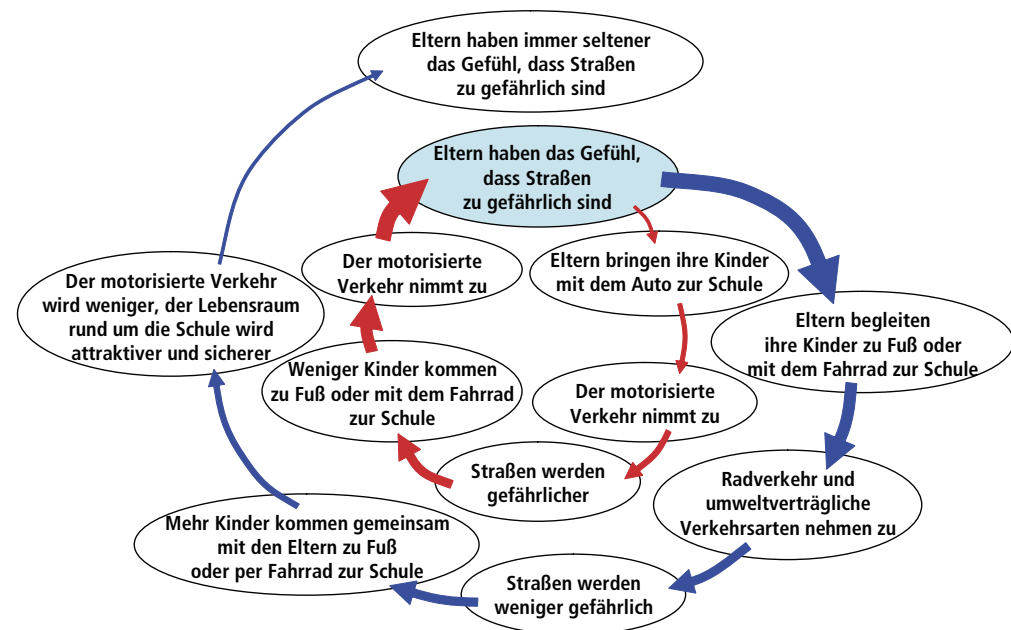 Eltern haben immer seltener
das Gefühl, dass Straßen
zu gefährlich sind
Eltern haben das Gefühl,
dass Straßen
zu gefährlich sind
Eltern bringen ihre Kinder
mit dem Auto zur Schule
Der motorisierte
Verkehr nimmt zu
Straßen werden
gefährlicher
Weniger Kinder kommen
zu Fuß oder mit dem Fahrrad
zur Schule
Der motorisierte
Verkehr nimmt zu
Eltern begleiten
ihre Kinder zu Fuß oder
mit dem Fahrrad zur Schule
Radverkehr und
umweltverträgliche
Verkehrsarten nehmen zu
Straßen werden
weniger gefährlich
Mehr Kinder kommen gemeinsam
mit den Eltern zu Fuß
oder per Fahrrad zur Schule
Der motorisierte Verkehr
wird weniger, der Lebensraum
rund um die Schule wird
attraktiver und sicherer